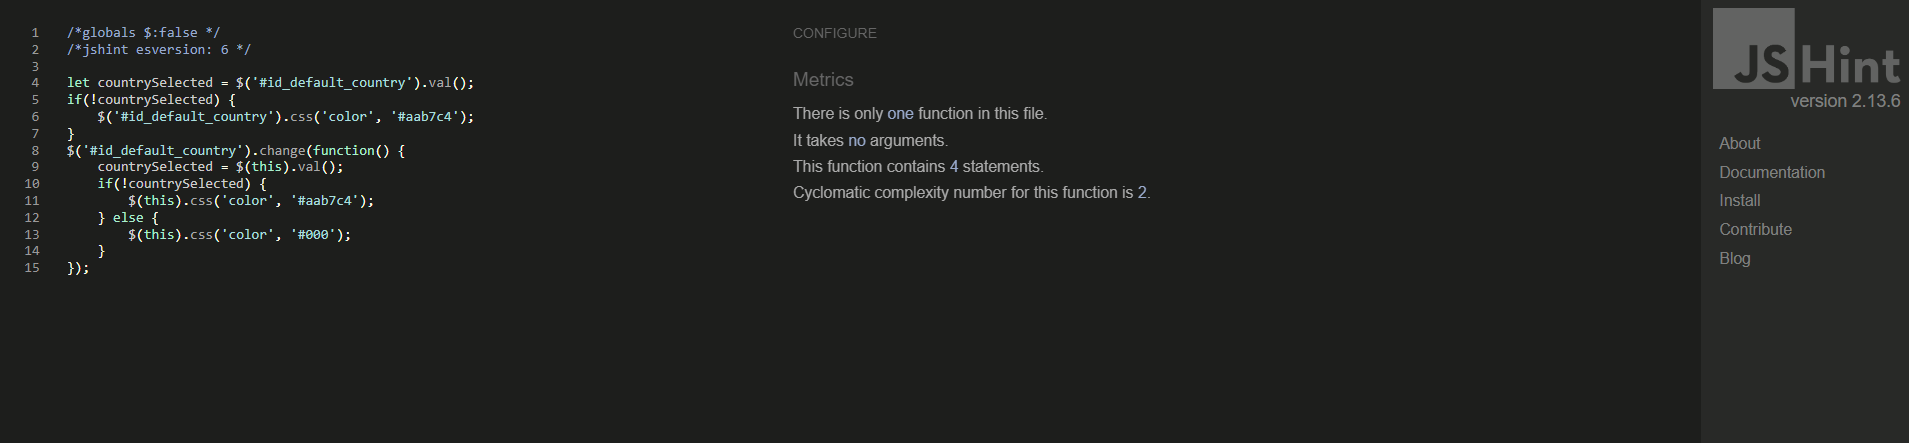 1 /*globals $:false */
2 /*jshint esversion: 6 */
3
4 let countrySelected = $('#id_default_country').val();
5 if(!countrySelected) {
6     $('#id_default_country').css('color', '#aab7c4');
7 }
8 $('#id_default_country').change(function() {
9     countrySelected = $(this).val();
10     if(!countrySelected) {
11         $(this).css('color', '#aab7c4');
12     } else {
13         $(this).css('color', '#000');
14     }
15 });
CONFIGURE
Metrics
There is only one function in this file.
It takes no arguments.
This function contains 4 statements.
Cyclomatic complexity number for this function is 2.
JSHint
version 2.13.6
About
Documentation
Install
Contribute
Blog